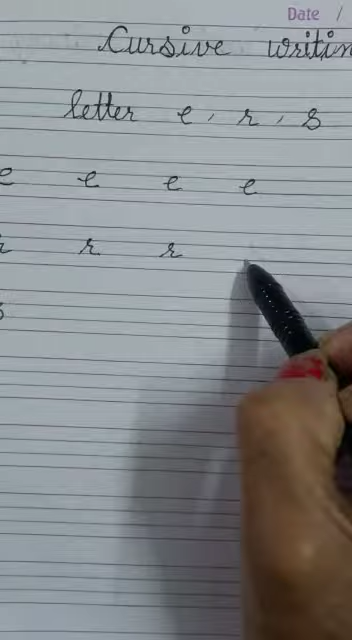 Date /
Cursive writin
letter e, r, s
e e e e
r r r
s